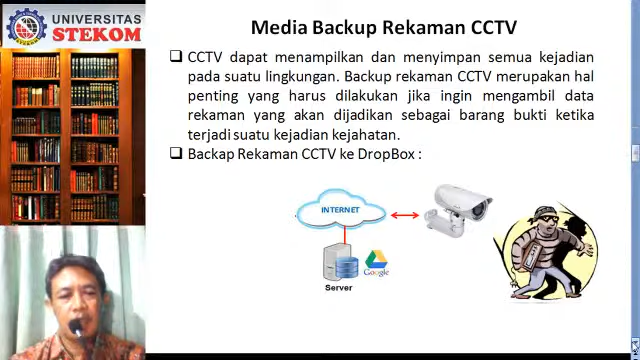 UNIVERSITAS
STEKOM
Media Backup Rekaman CCTV
CCTV dapat menampilkan dan menyimpan semua kejadian
pada suatu lingkungan. Backup rekaman CCTV merupakan hal
penting yang harus dilakukan jika ingin mengambil data
rekaman yang akan dijadikan sebagai barang bukti ketika
terjadi suatu kejadian kejahatan.
Backap Rekaman CCTV ke DropBox :
INTERNET
Google
Server